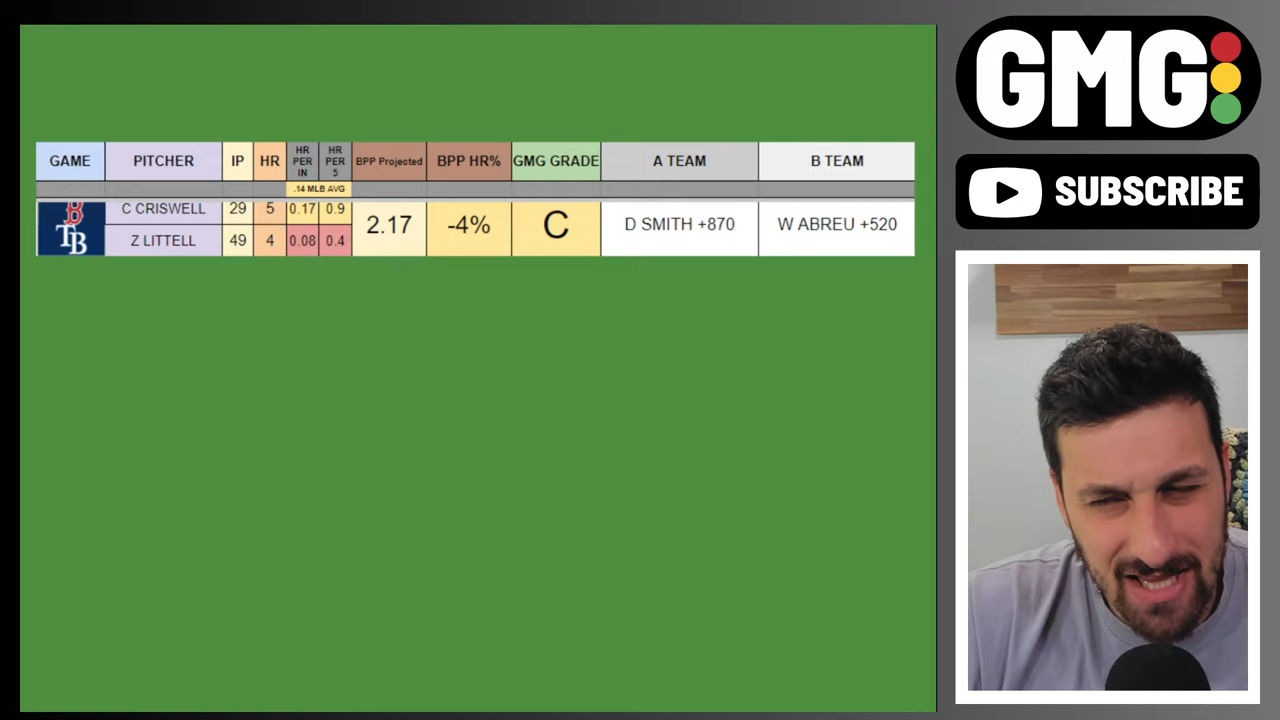 GMG
SUBSCRIBE
GAME PITCHER IP HR HR PER IN HR PER 5 BPP Projected BPP HR% GMG GRADE A TEAM B TEAM
.14 MLB AVG
B C CRISWELL 29 5 0.17 0.9 2.17 -4% C D SMITH +870 W ABREU +520
TB Z LITTELL 49 4 0.08 0.4